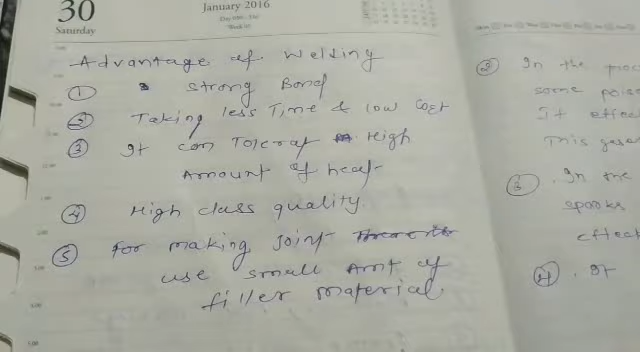 30
Saturday
January 2016
Advantage of Welding
① Strong Bond
② Taking less Time & low Cost
③ It can Tolerat High
Amount of heat
④ High class quality.
⑤ For making Joint
use small Amt of
filler material.
② In the
some
It effec
This gase
③ . In the
effect
④ . It